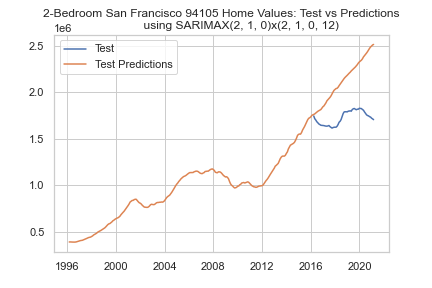 2-Bedroom San Francisco 94105 Home Values: Test vs Predictions
using SARIMAX(2, 1, 0)x(2, 1, 0, 12)
1e6
Test
Test Predictions
2.5
2.0
1.5
1.0
0.5
1996 2000 2004 2008 2012 2016 2020